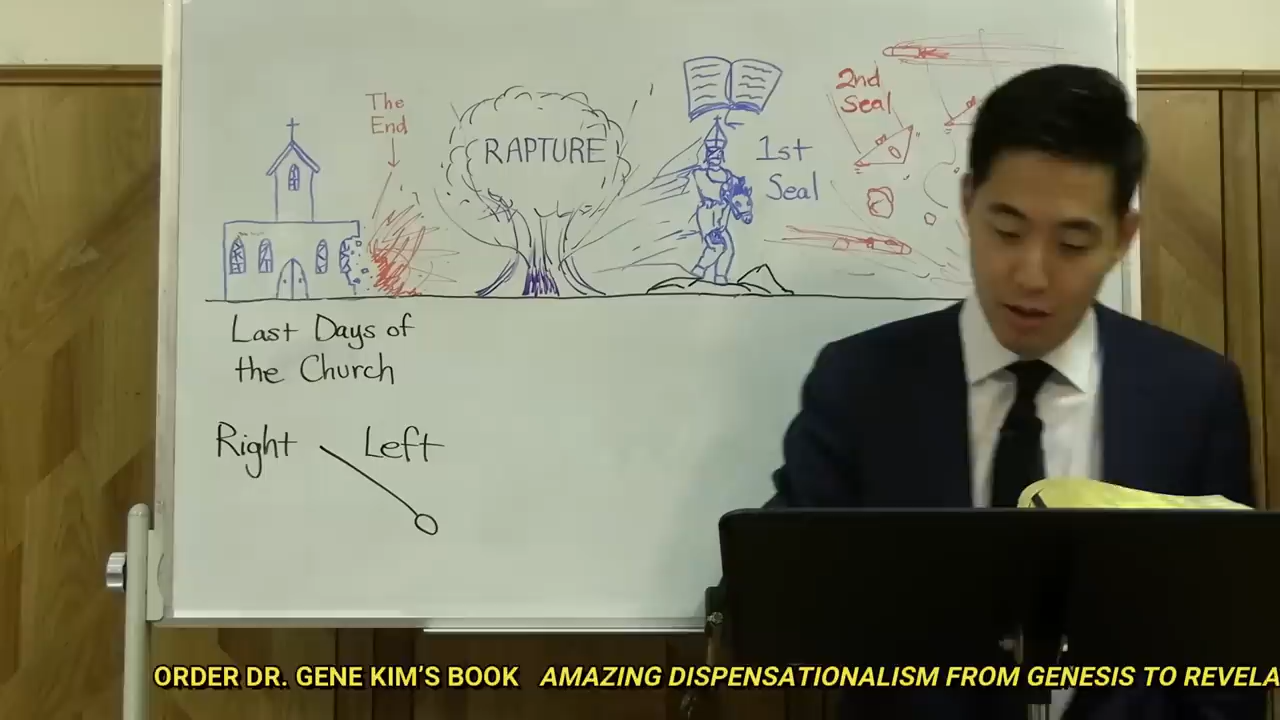 The
End
RAPTURE
1st
Seal
2nd
Seal
Last Days of
the Church
Right Left
ORDER DR. GENE KIM'S BOOK AMAZING DISPENSATIONALISM FROM GENESIS TO REVELA